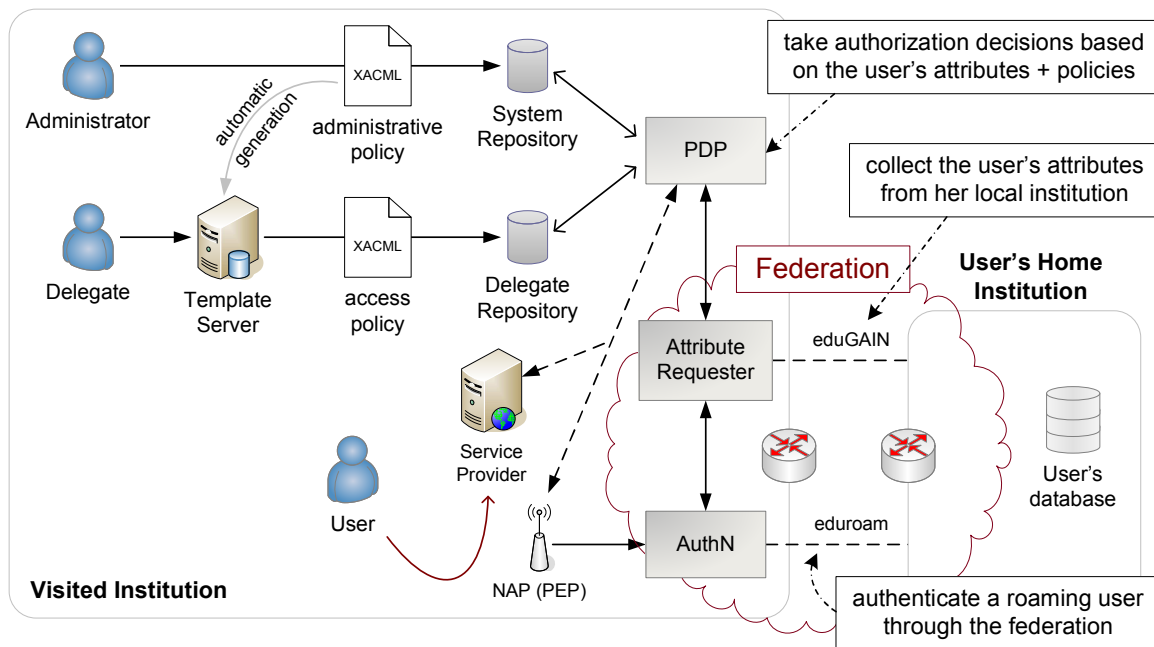 take authorization decisions based
on the user's attributes + policies
XACML
Administrator
automatic
generation
administrative
policy
System
Repository
PDP
collect the user's attributes
from her local institution
XACML
Delegate
Template
Server
access
policy
Delegate
Repository
Federation
User's Home
Institution
Attribute
Requester
eduGAIN
Service
Provider
User's
database
User
AuthN
eduroam
NAP (PEP)
Visited Institution
authenticate a roaming user
through the federation